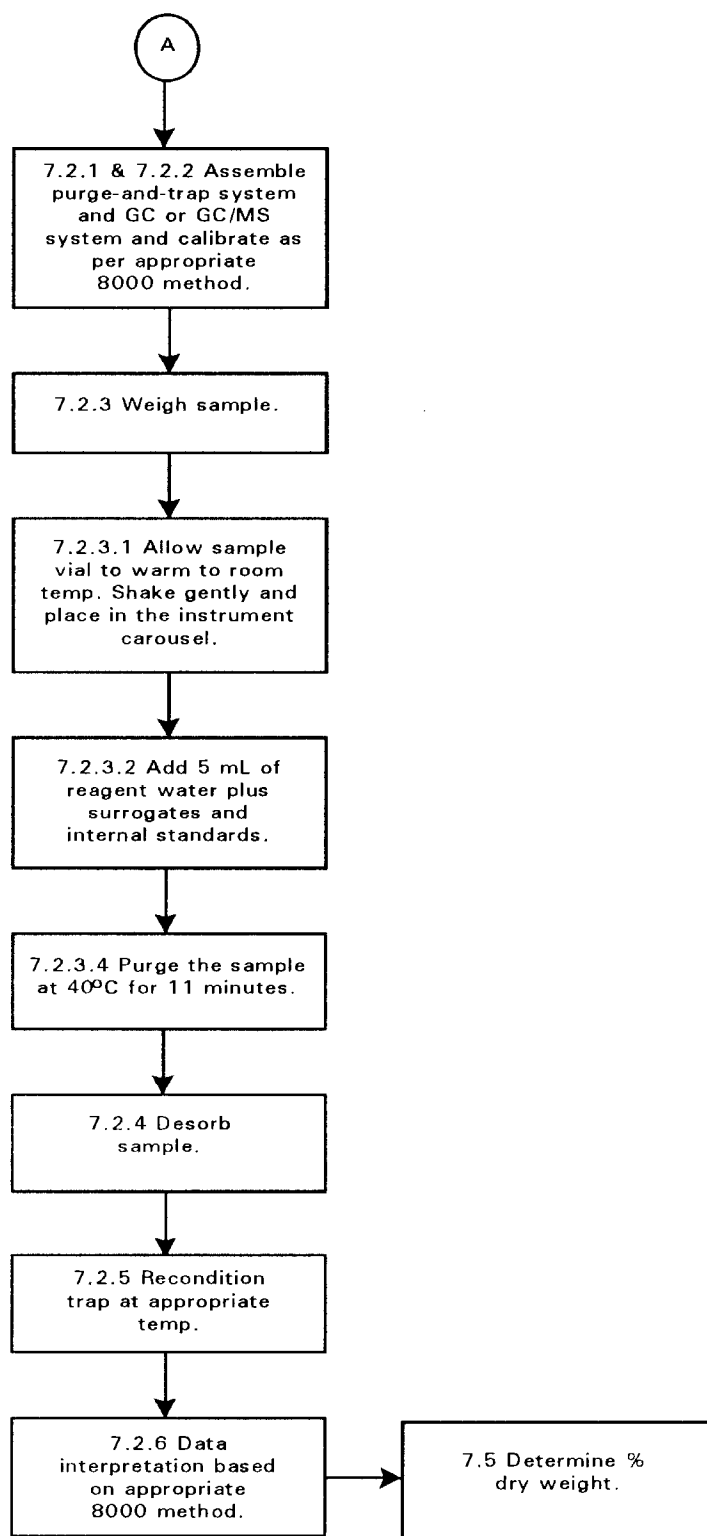 A
7.2.1 & 7.2.2 Assemble
purge-and-trap system
and GC or GC/MS
system and calibrate as
per appropriate
8000 method.
7.2.3 Weigh sample.
7.2.3.1 Allow sample
vial to warm to room
temp. Shake gently and
place in the instrument
carousel.
7.2.3.2 Add 5 mL of
reagent water plus
surrogates and
internal standards.
7.2.3.4 Purge the sample
at 40ºC for 11 minutes.
7.2.4 Desorb
sample.
7.2.5 Recondition
trap at appropriate
temp.
7.2.6 Data
interpretation based
on appropriate
8000 method.
7.5 Determine %
dry weight.